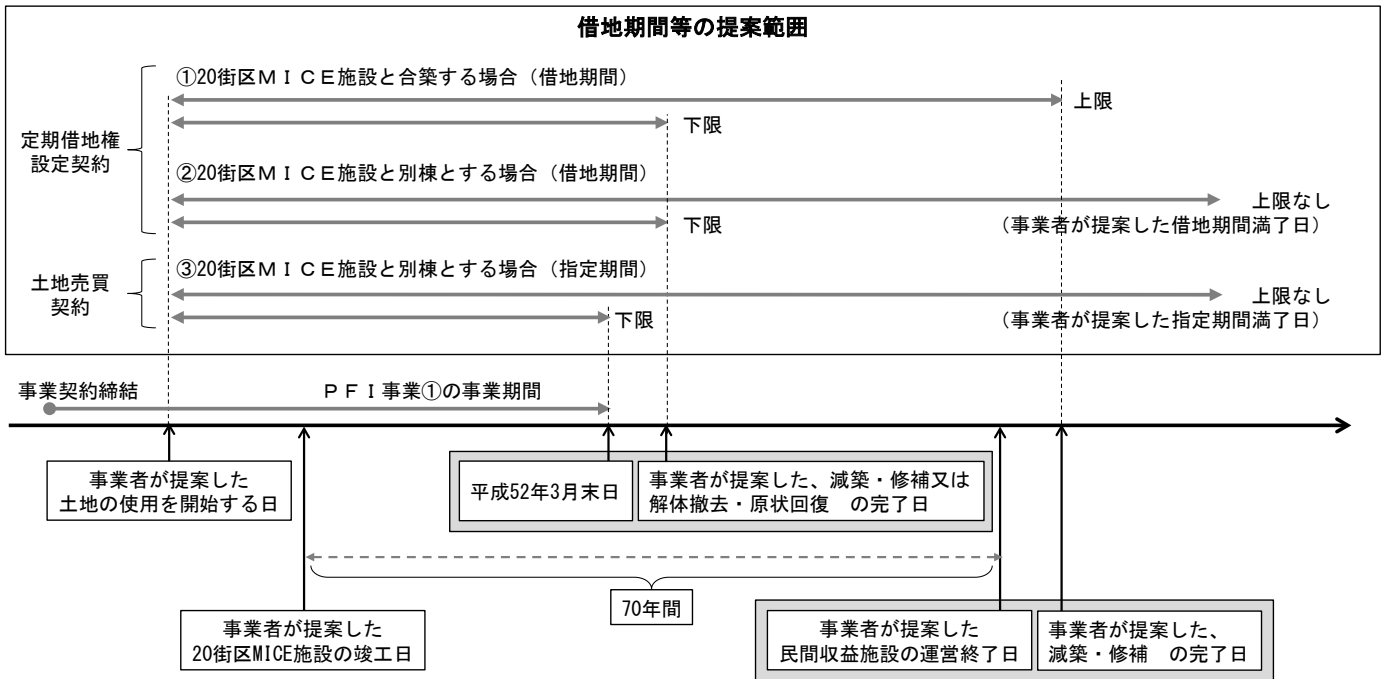 借地期間等の提案範囲
定期借地権
設定契約
①20街区ＭＩＣＥ施設と合築する場合（借地期間）
上限
下限
②20街区ＭＩＣＥ施設と別棟とする場合（借地期間）
上限なし
（事業者が提案した借地期間満了日）
下限
土地売買
契約
③20街区ＭＩＣＥ施設と別棟とする場合（指定期間）
上限なし
（事業者が提案した指定期間満了日）
下限
事業契約締結
ＰＦＩ事業①の事業期間
事業者が提案した
土地の使用を開始する日
平成52年3月末日
事業者が提案した、減築・修補又は
解体撤去・原状回復　の完了日
70年間
事業者が提案した
20街区MICE施設の竣工日
事業者が提案した
民間収益施設の運営終了日
事業者が提案した、
減築・修補　の完了日